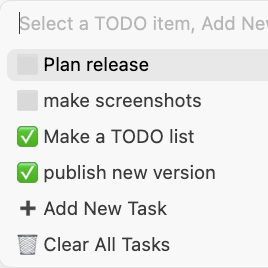 Select a TODO item, Add Ne
Plan release
make screenshots
Make a TODO list
publish new version
Add New Task
Clear All Tasks